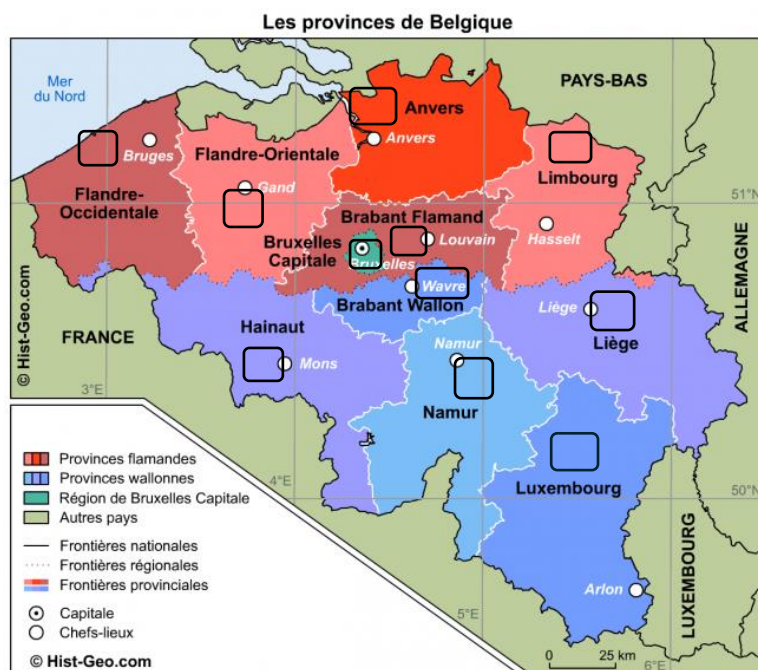 Les provinces de Belgique
Mer
du Nord
PAYS-BAS
Anvers
Anvers
Bruges
Flandre-Orientale
Limbourg
Gand
Flandre-
Occidentale
51°N
Brabant Flamand
Hasselt
Bruxelles
Capitale
Louvain
Bruxelles
ALLEMAGNE
Wavre
Brabant Wallon
Liège
Liège
Hainaut
FRANCE
Mons
Namur
Namur
© Hist-Geo.com
3°E
Luxembourg
4°E
50°N
LUXEMBOURG
Arlon
5°E
6°E
Provinces flamandes
Provinces wallonnes
Région de Bruxelles Capitale
Autres pays
Frontières nationales
Frontières régionales
Frontières provinciales
Capitale
Chefs-lieux
© Hist-Geo.com
0 25 km